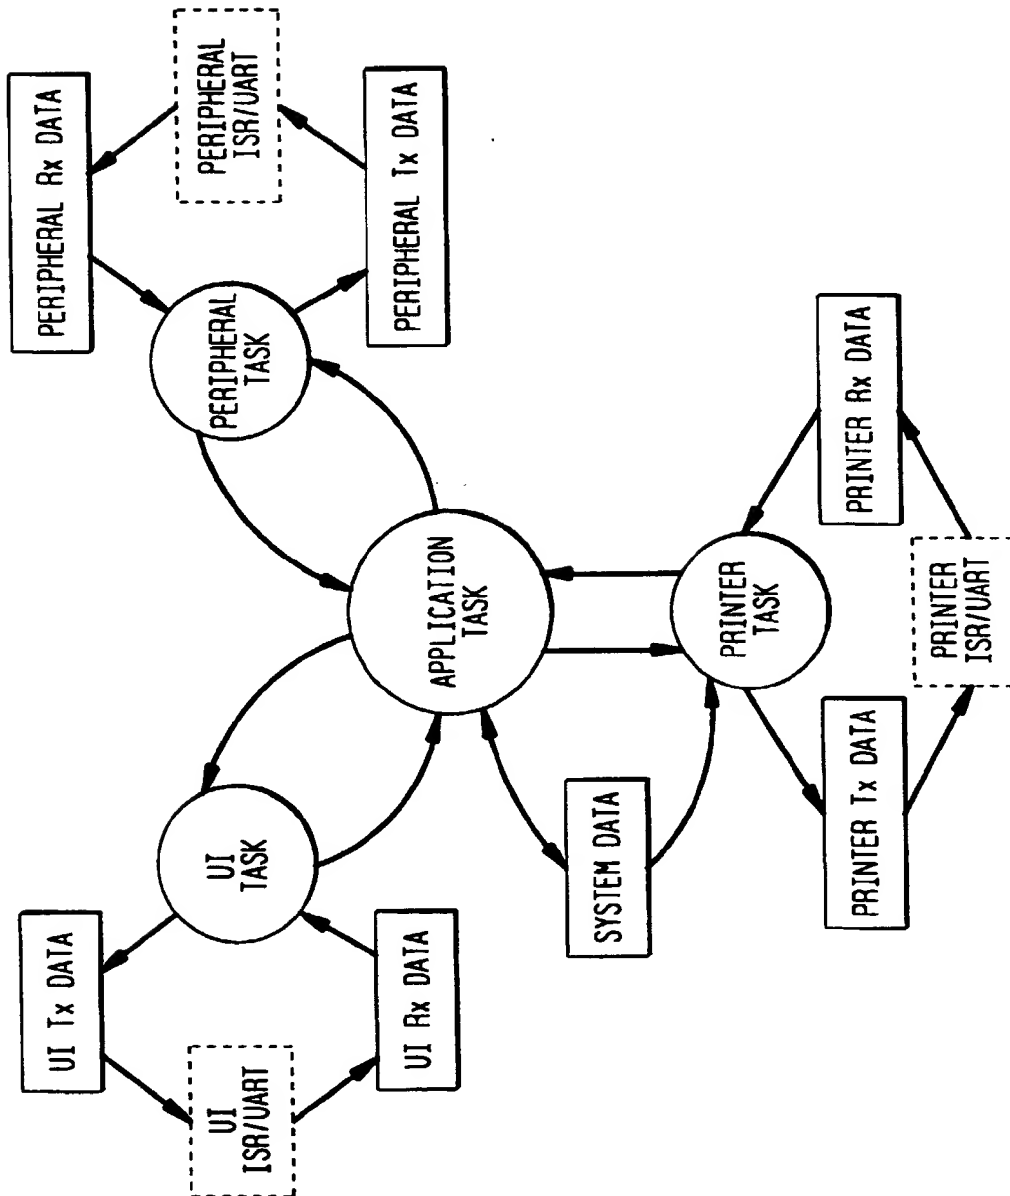 UI Tx DATA
UI
ISR/UART
UI Rx DATA
UI
TASK
SYSTEM DATA
APPLICATION
TASK
PERIPHERAL
TASK
PERIPHERAL Rx DATA
PERIPHERAL
ISR/UART
PERIPHERAL Tx DATA
PRINTER
TASK
PRINTER Tx DATA
PRINTER
ISR/UART
PRINTER Rx DATA